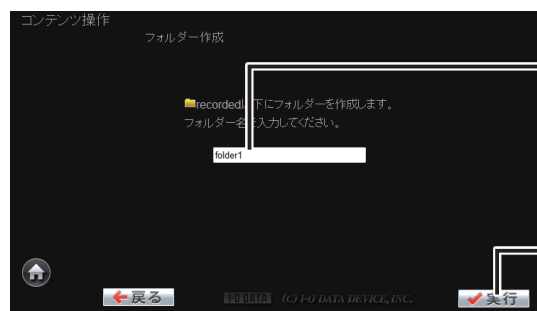 コンテンツ操作
フォルダー作成
recorded以下にフォルダーを作成します。
フォルダー名を入力してください。
folder1
戻る
I-O DATA (C) I-O DATA DEVICE, INC.
実行